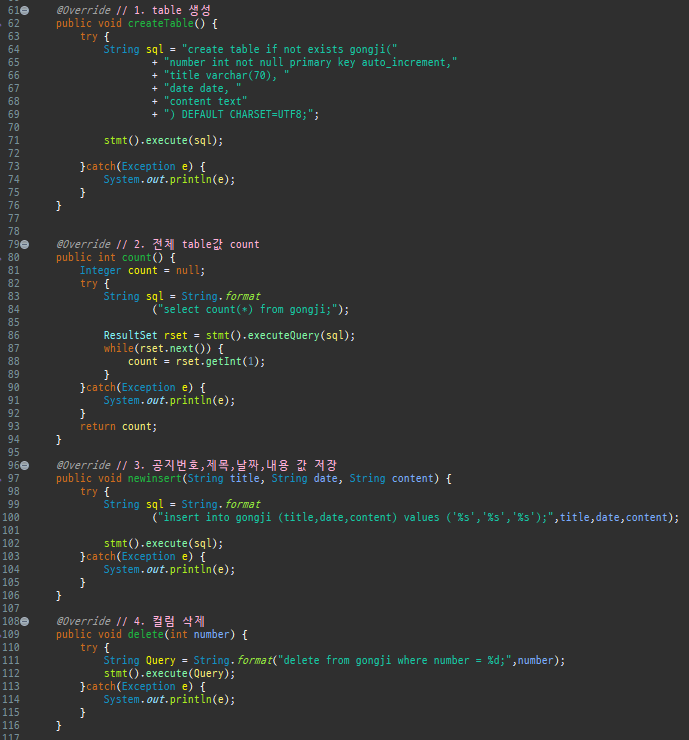 61 @Override // 1. table 생성
62 public void createTable() {
63 try {
64 String sql = "create table if not exists gongji("
65 + "number int not null primary key auto_increment,"
66 + "title varchar(70), "
67 + "date date, "
68 + "content text"
69 + ") DEFAULT CHARSET=UTF8;";
70
71 stmt().execute(sql);
72
73 }catch(Exception e) {
74 System.out.println(e);
75 }
76 }
77
78
79 @Override // 2. 전체 table값 count
80 public int count() {
81 Integer count = null;
82 try {
83 String sql = String.format
84 ("select count(*) from gongji;");
85
86 ResultSet rset = stmt().executeQuery(sql);
87 while(rset.next()) {
88 count = rset.getInt(1);
89 }
90 }catch(Exception e) {
91 System.out.println(e);
92 }
93 return count;
94 }
95
96 @Override // 3. 공지번호,제목,날짜,내용 값 저장
97 public void newinsert(String title, String date, String content) {
98 try {
99 String sql = String.format
100 ("insert into gongji (title,date,content) values ('%s','%s','%s');",title,date,content);
101
102 stmt().execute(sql);
103 }catch(Exception e) {
104 System.out.println(e);
105 }
106 }
107
108 @Override // 4. 컬럼 삭제
109 public void delete(int number) {
110 try {
111 String Query = String.format("delete from gongji where number = %d;",number);
112 stmt().execute(Query);
113 }catch(Exception e) {
114 System.out.println(e);
115 }
116 }
117